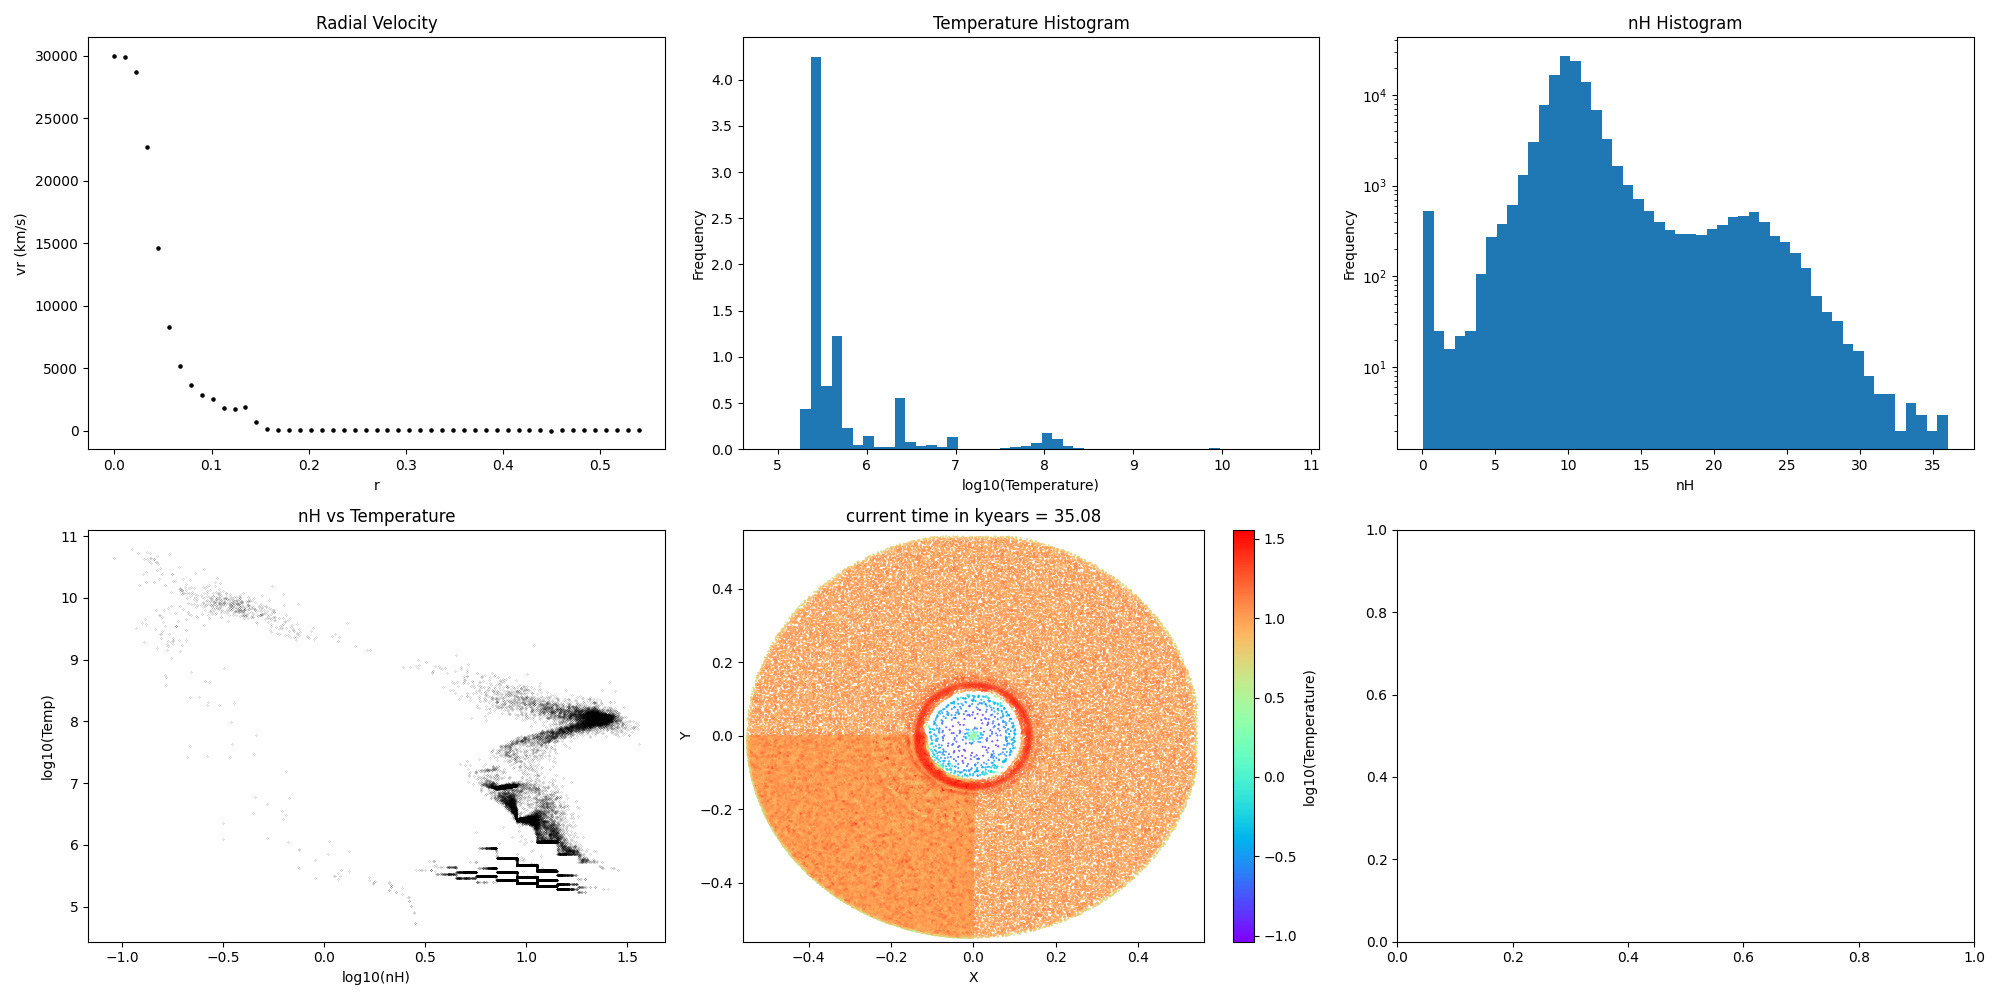 Radial Velocity
30000
25000
20000
15000
10000
5000
0
vr (km/s)
0.0 0.1 0.2 0.3 0.4 0.5
r
Temperature Histogram
4.0
3.5
3.0
2.5
2.0
1.5
1.0
0.5
0.0
Frequency
5 6 7 8 9 10 11
log10(Temperature)
nH Histogram
10^4
10^3
10^2
10^1
Frequency
0 5 10 15 20 25 30 35
nH
nH vs Temperature
11
10
9
8
7
6
5
log10(Temp)
−1.0 −0.5 0.0 0.5 1.0 1.5
log10(nH)
current time in kyears = 35.08
0.4
0.2
0.0
−0.2
−0.4
Y
−0.4 −0.2 0.0 0.2 0.4
X
1.5
1.0
0.5
0.0
−0.5
−1.0
log10(Temperature)
1.0
0.8
0.6
0.4
0.2
0.0
0.0 0.2 0.4 0.6 0.8 1.0